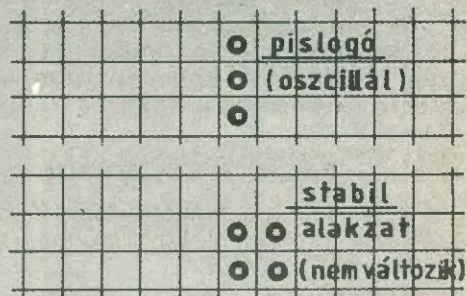 pislogó
(oszcillál)
stabil
alakzat
(nem változik)